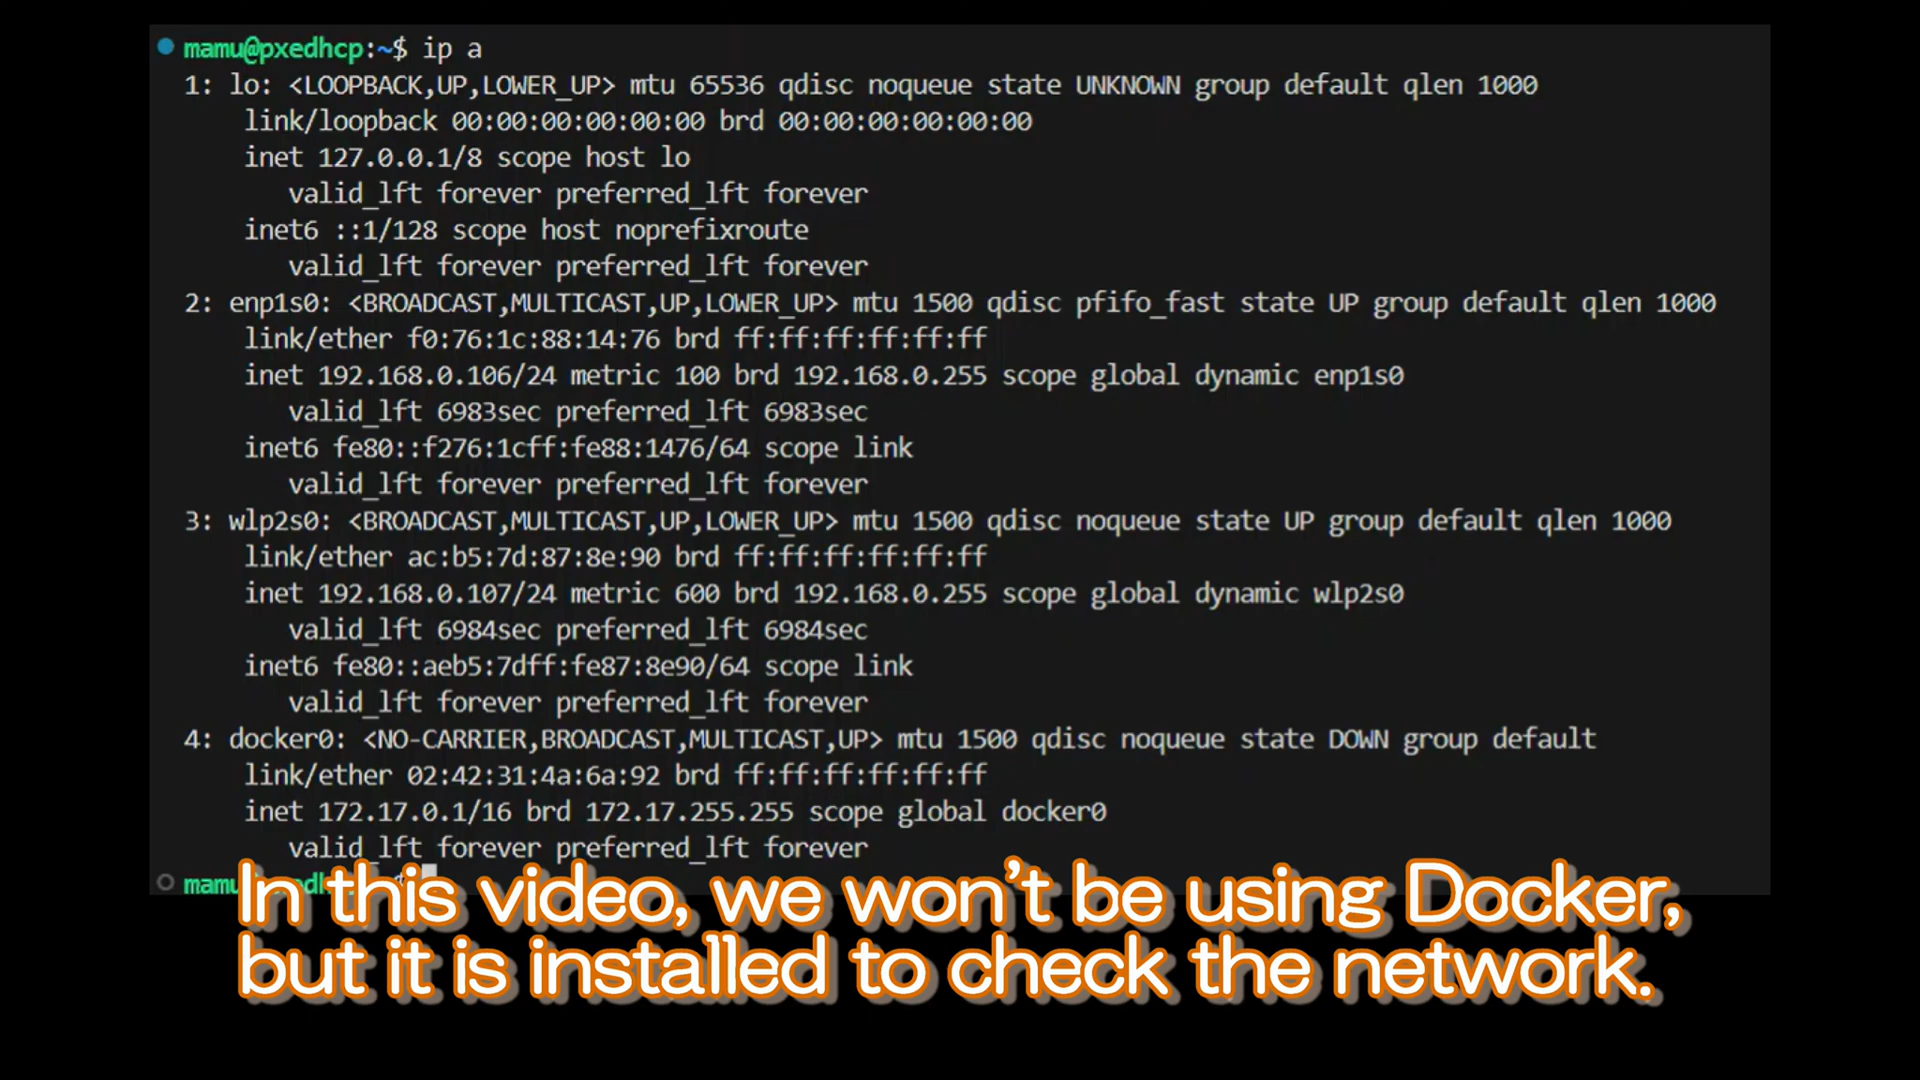 mamu@pxedhcp:~$ ip a
1: lo: <LOOPBACK,UP,LOWER_UP> mtu 65536 qdisc noqueue state UNKNOWN group default qlen 1000
link/loopback 00:00:00:00:00:00 brd 00:00:00:00:00:00
inet 127.0.0.1/8 scope host lo
valid_lft forever preferred_lft forever
inet6 ::1/128 scope host noprefixroute
valid_lft forever preferred_lft forever
2: enp1s0: <BROADCAST,MULTICAST,UP,LOWER_UP> mtu 1500 qdisc pfifo_fast state UP group default qlen 1000
link/ether f0:76:1c:88:14:76 brd ff:ff:ff:ff:ff:ff
inet 192.168.0.106/24 metric 100 brd 192.168.0.255 scope global dynamic enp1s0
valid_lft 6983sec preferred_lft 6983sec
inet6 fe80::f276:1cff:fe88:1476/64 scope link
valid_lft forever preferred_lft forever
3: wlp2s0: <BROADCAST,MULTICAST,UP,LOWER_UP> mtu 1500 qdisc noqueue state UP group default qlen 1000
link/ether ac:b5:7d:87:8e:90 brd ff:ff:ff:ff:ff:ff
inet 192.168.0.107/24 metric 600 brd 192.168.0.255 scope global dynamic wlp2s0
valid_lft 6984sec preferred_lft 6984sec
inet6 fe80::aeb5:7dff:fe87:8e90/64 scope link
valid_lft forever preferred_lft forever
4: docker0: <NO-CARRIER,BROADCAST,MULTICAST,UP> mtu 1500 qdisc noqueue state DOWN group default
link/ether 02:42:31:4a:6a:92 brd ff:ff:ff:ff:ff:ff
inet 172.17.0.1/16 brd 172.17.255.255 scope global docker0
valid_lft forever preferred_lft forever
In this video, we won't be using Docker,
but it is installed to check the network.